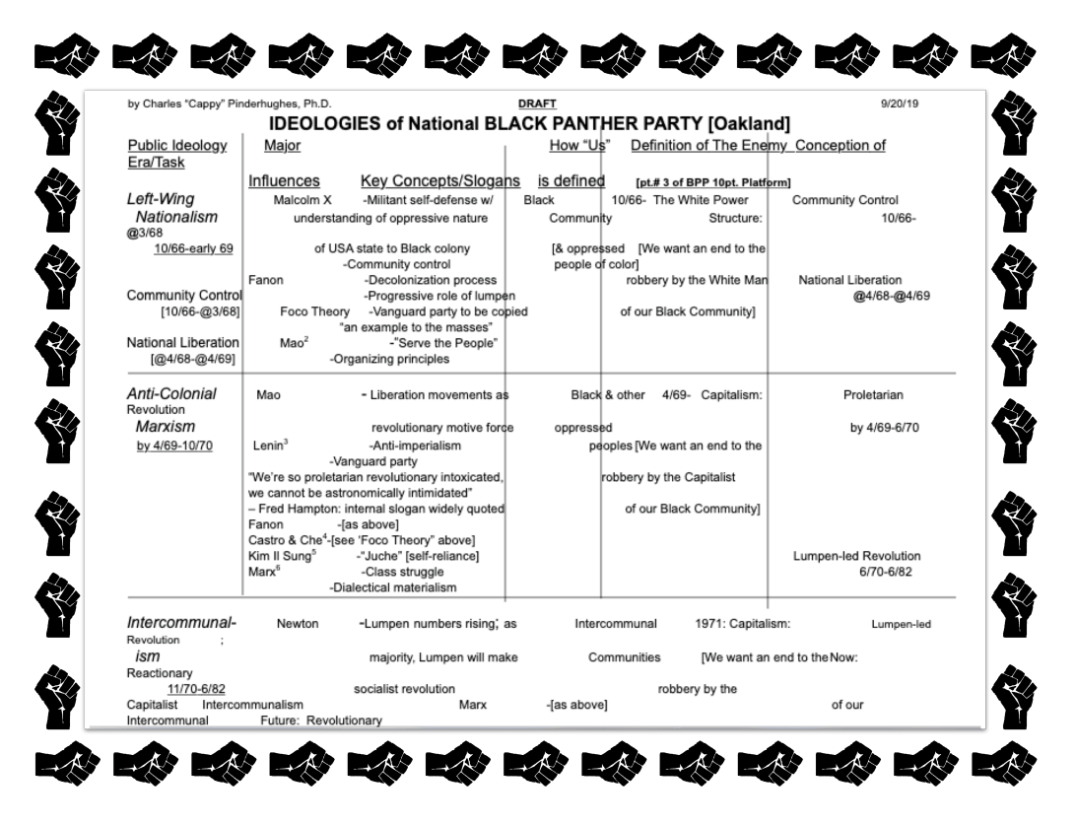 by Charles “Cappy” Pinderhughes, Ph.D. DRAFT 9/20/19
IDEOLOGIES of National BLACK PANTHER PARTY [Oakland]
Public Ideology Major How “Us” Definition of The Enemy Conception of
Era/Task
Influences Key Concepts/Slogans is defined [pt.# 3 of BPP 10pt. Platform]
Left-Wing Malcolm X -Militant self-defense w/ Black 10/66- The White Power Community Control
Nationalism understanding of oppressive nature Community Structure: 10/66-
@3/68
10/66-early 69 of USA state to Black colony [& oppressed [We want an end to the
-Community control people of color]
Fanon -Decolonization process robbery by the White Man National Liberation
Community Control -Progressive role of lumpen @4/68-@4/69
[10/66-@3/68] Foco Theory -Vanguard party to be copied of our Black Community]
“an example to the masses”
National Liberation Mao2 -“Serve the People”
[@4/68-@4/69] -Organizing principles
Anti-Colonial Mao - Liberation movements as Black & other 4/69- Capitalism: Proletarian
Revolution
Marxism revolutionary motive force oppressed by 4/69-6/70
by 4/69-10/70 Lenin3 -Anti-imperialism peoples [We want an end to the
-Vanguard party
“We’re so proletarian revolutionary intoxicated, robbery by the Capitalist
we cannot be astronomically intimidated”
– Fred Hampton: internal slogan widely quoted of our Black Community]
Fanon -[as above]
Castro & Che4-[see ‘Foco Theory” above]
Kim Il Sung5 -“Juche” [self-reliance] Lumpen-led Revolution
Marx6 -Class struggle 6/70-6/82
-Dialectical materialism
Intercommunal- Newton -Lumpen numbers rising; as Intercommunal 1971: Capitalism: Lumpen-led
Revolution ;
ism majority, Lumpen will make Communities [We want an end to the Now:
Reactionary
11/70-6/82 socialist revolution robbery by the
Capitalist Intercommunalism Marx -[as above] of our
Intercommunal Future: Revolutionary